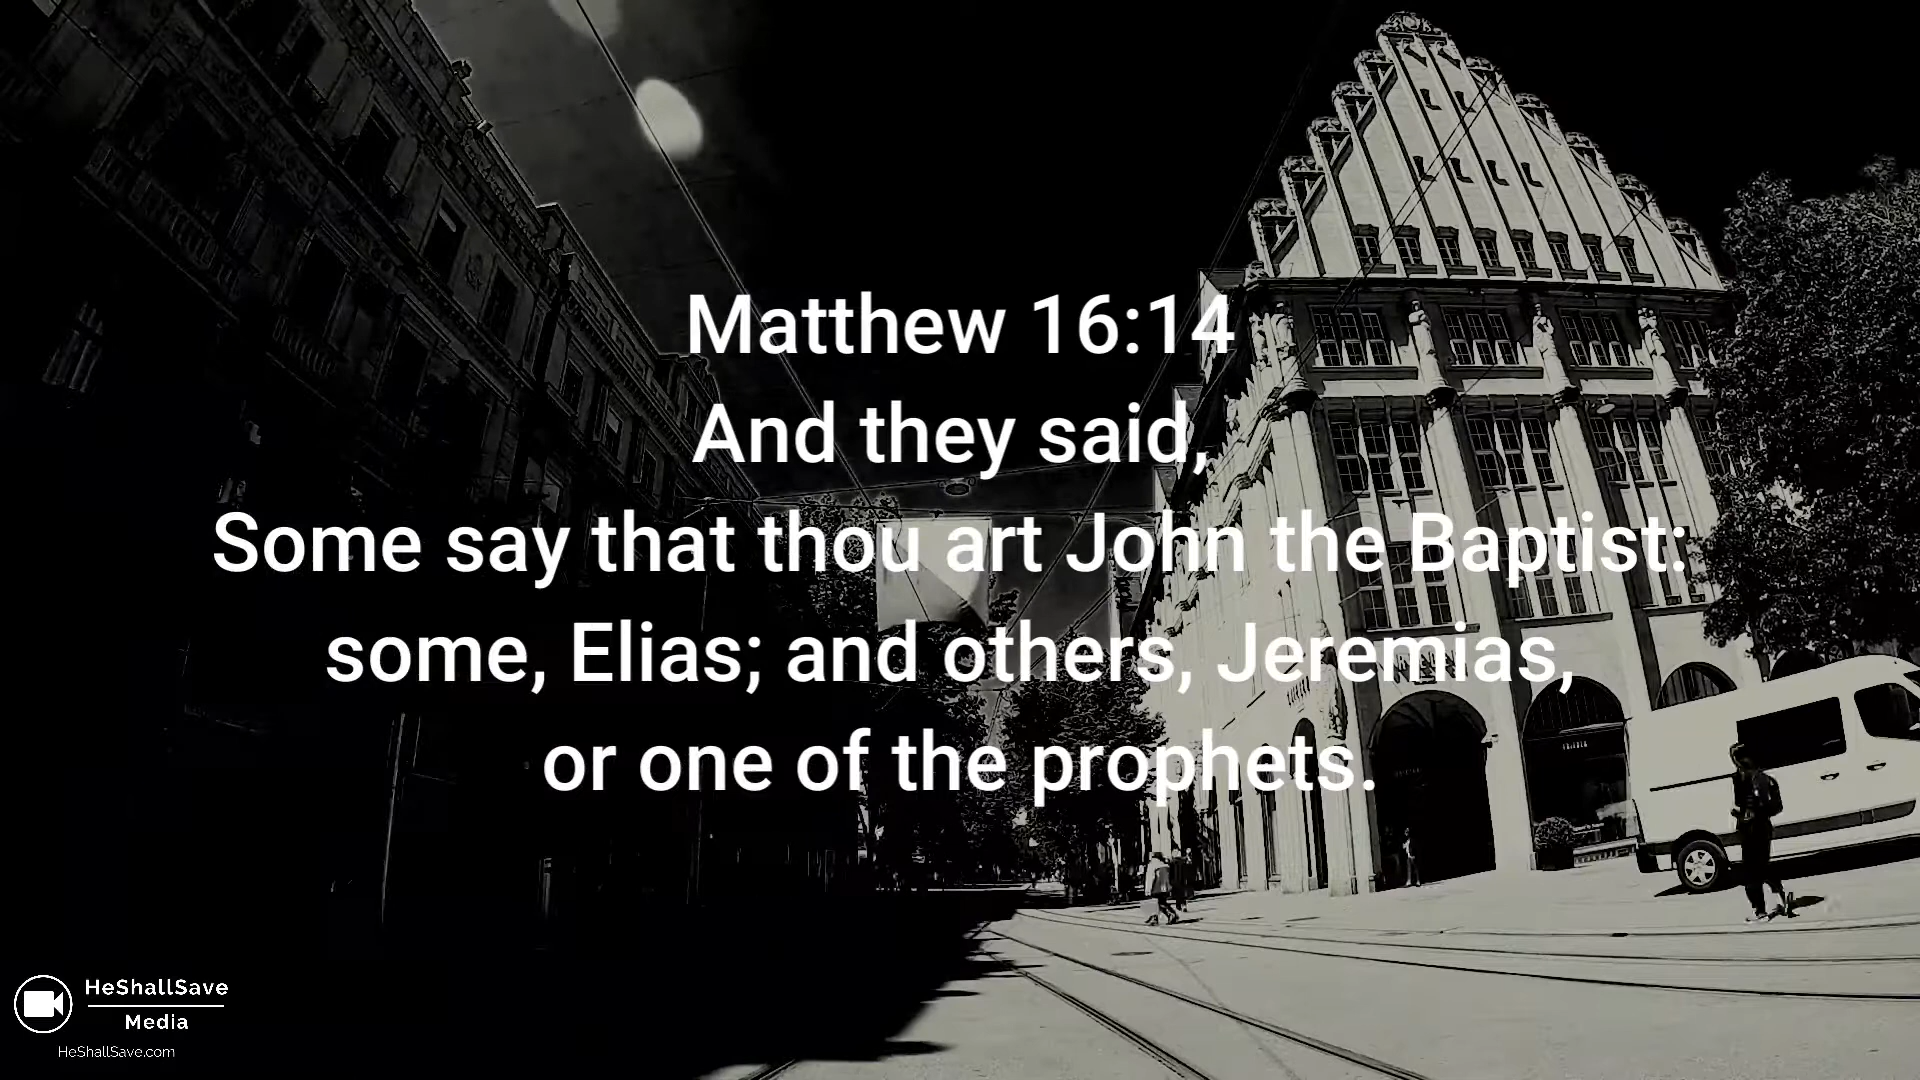 Matthew 16:14
And they said,
Some say that thou art John the Baptist:
some, Elias; and others, Jeremias,
or one of the prophets.
HeShallSave
Media
HeShallSave.com